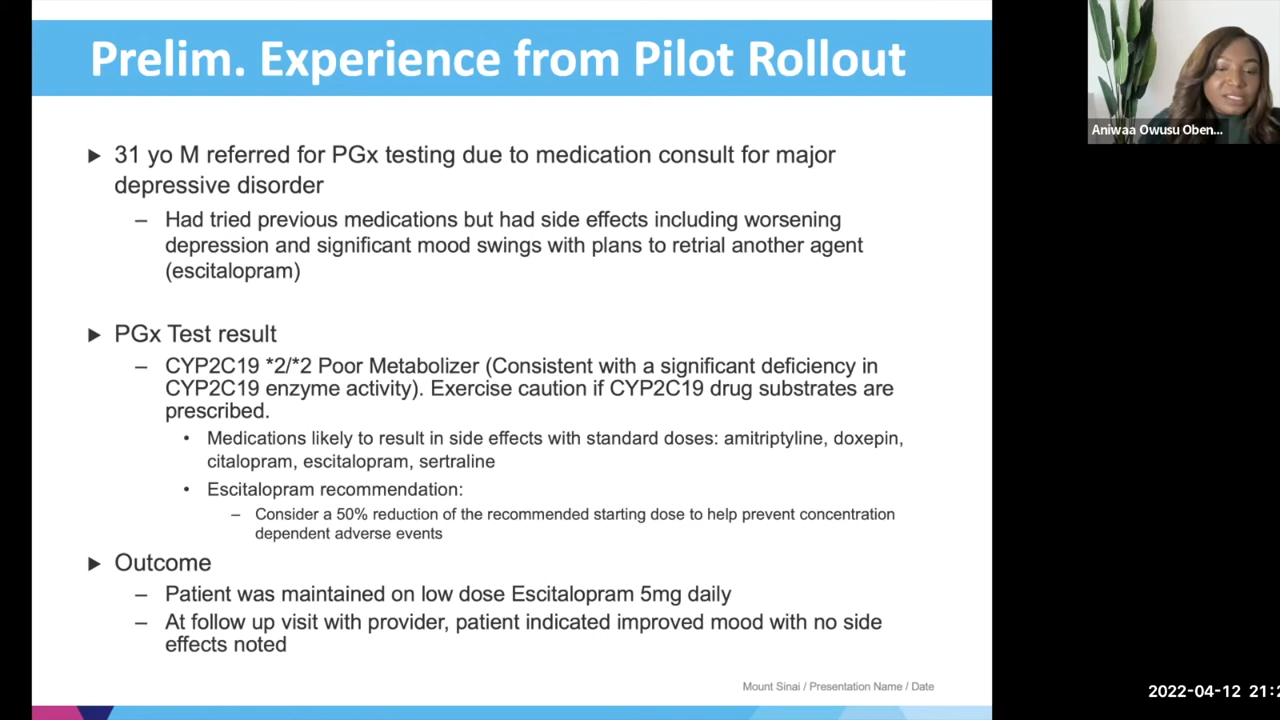 Prelim. Experience from Pilot Rollout
Aniwaa Owusu Oben...
▶ 31 yo M referred for PGx testing due to medication consult for major
depressive disorder
– Had tried previous medications but had side effects including worsening
depression and significant mood swings with plans to retrial another agent
(escitalopram)
▶ PGx Test result
– CYP2C19 *2/*2 Poor Metabolizer (Consistent with a significant deficiency in
CYP2C19 enzyme activity). Exercise caution if CYP2C19 drug substrates are
prescribed.
• Medications likely to result in side effects with standard doses: amitriptyline, doxepin,
citalopram, escitalopram, sertraline
• Escitalopram recommendation:
– Consider a 50% reduction of the recommended starting dose to help prevent concentration
dependent adverse events
▶ Outcome
– Patient was maintained on low dose Escitalopram 5mg daily
– At follow up visit with provider, patient indicated improved mood with no side
effects noted
Mount Sinai / Presentation Name / Date
2022-04-12 21:2